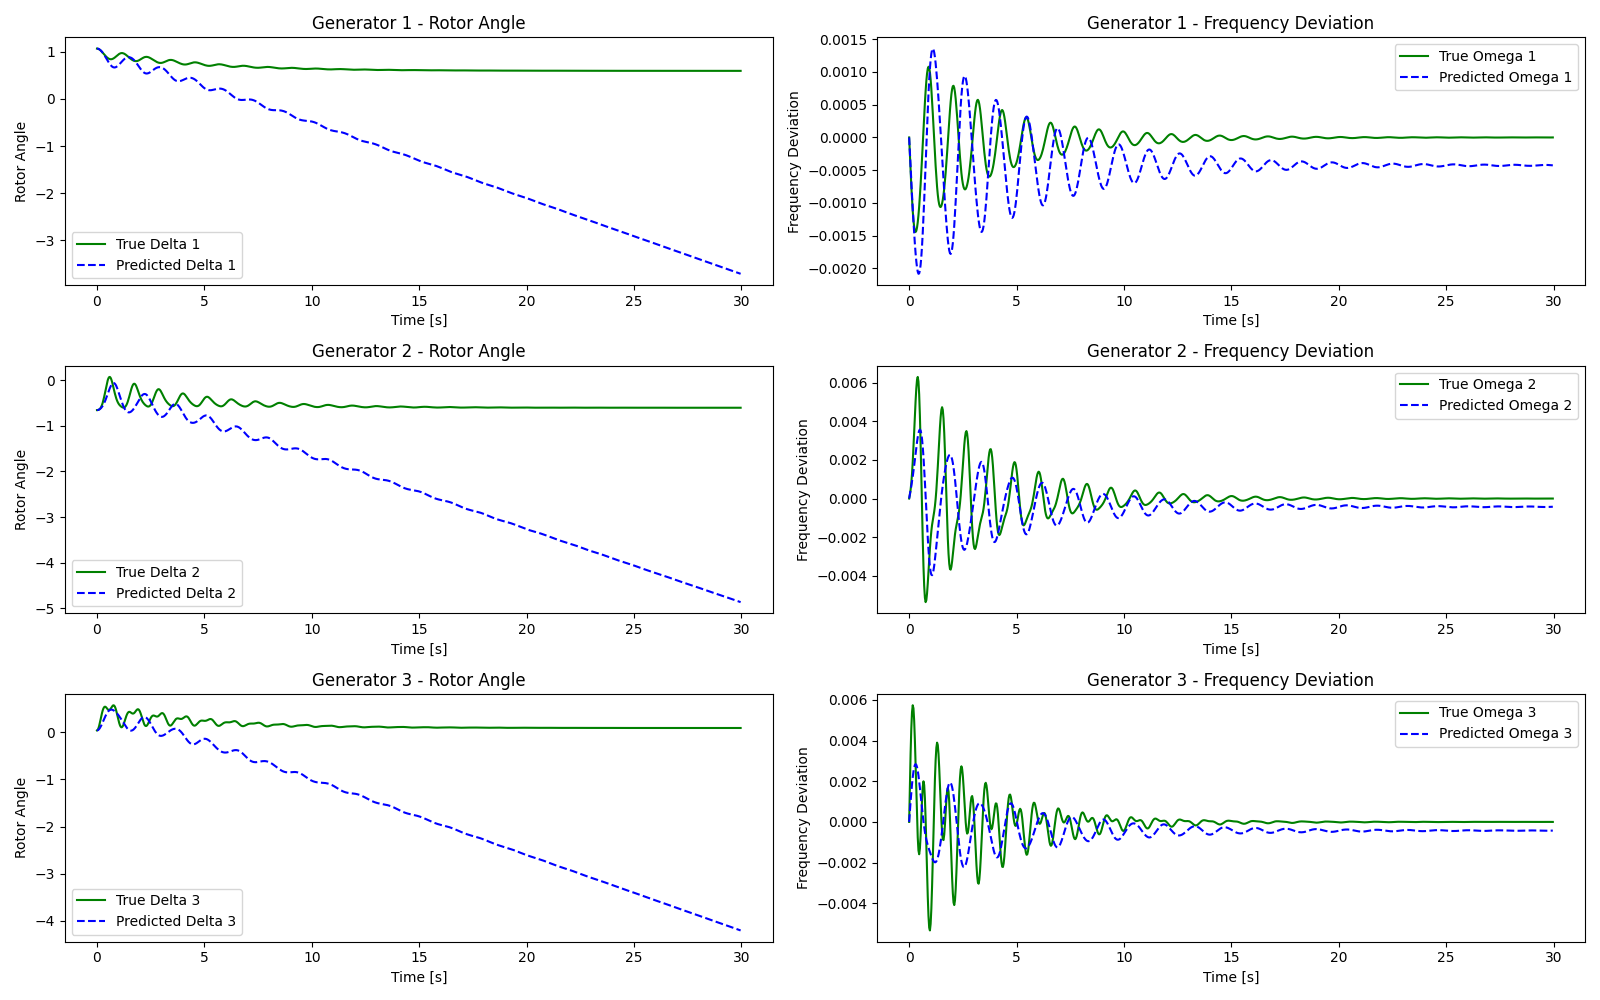 Generator 1 - Rotor Angle
Rotor Angle
1
0
−1
−2
−3
True Delta 1
Predicted Delta 1
0 5 10 15 20 25 30
Time [s]
Generator 1 - Frequency Deviation
Frequency Deviation
0.0015
0.0010
0.0005
0.0000
−0.0005
−0.0010
−0.0015
−0.0020
True Omega 1
Predicted Omega 1
0 5 10 15 20 25 30
Time [s]
Generator 2 - Rotor Angle
Rotor Angle
0
−1
−2
−3
−4
−5
True Delta 2
Predicted Delta 2
0 5 10 15 20 25 30
Time [s]
Generator 2 - Frequency Deviation
Frequency Deviation
0.006
0.004
0.002
0.000
−0.002
−0.004
True Omega 2
Predicted Omega 2
0 5 10 15 20 25 30
Time [s]
Generator 3 - Rotor Angle
Rotor Angle
0
−1
−2
−3
−4
True Delta 3
Predicted Delta 3
0 5 10 15 20 25 30
Time [s]
Generator 3 - Frequency Deviation
Frequency Deviation
0.006
0.004
0.002
0.000
−0.002
−0.004
True Omega 3
Predicted Omega 3
0 5 10 15 20 25 30
Time [s]